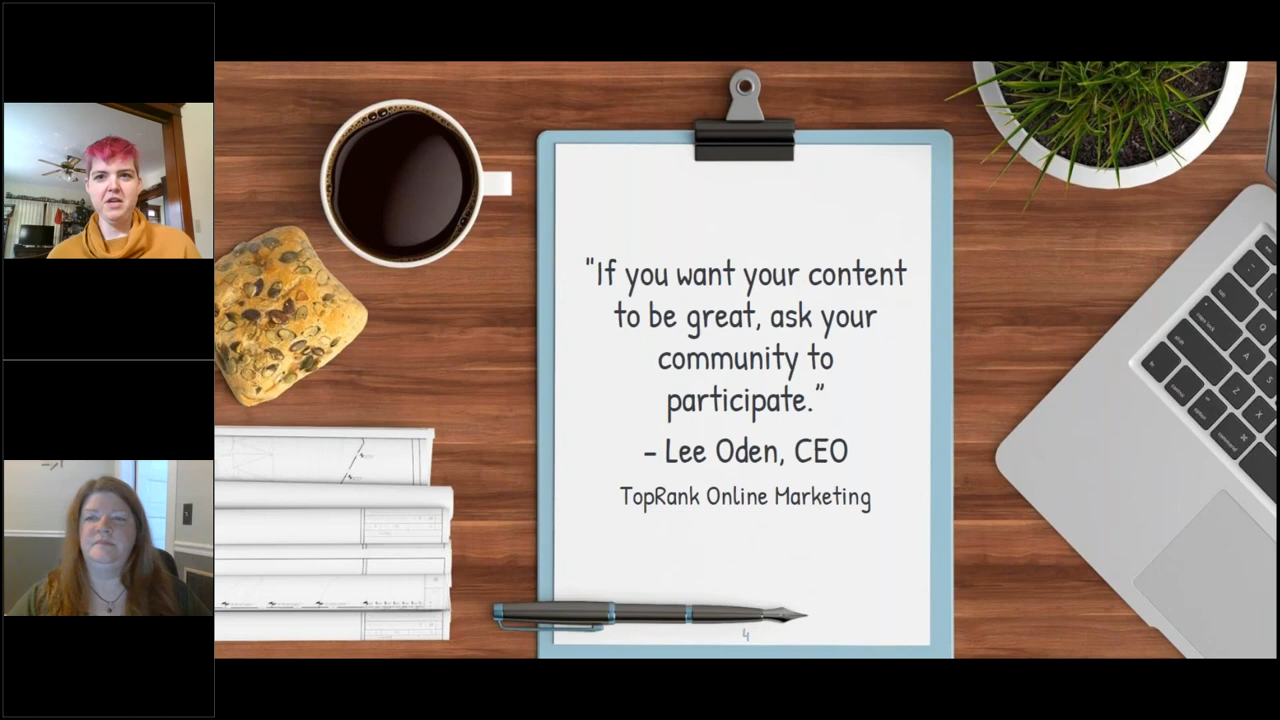 "If you want your content
to be great, ask your
community to
participate.”
– Lee Oden, CEO
TopRank Online Marketing
4